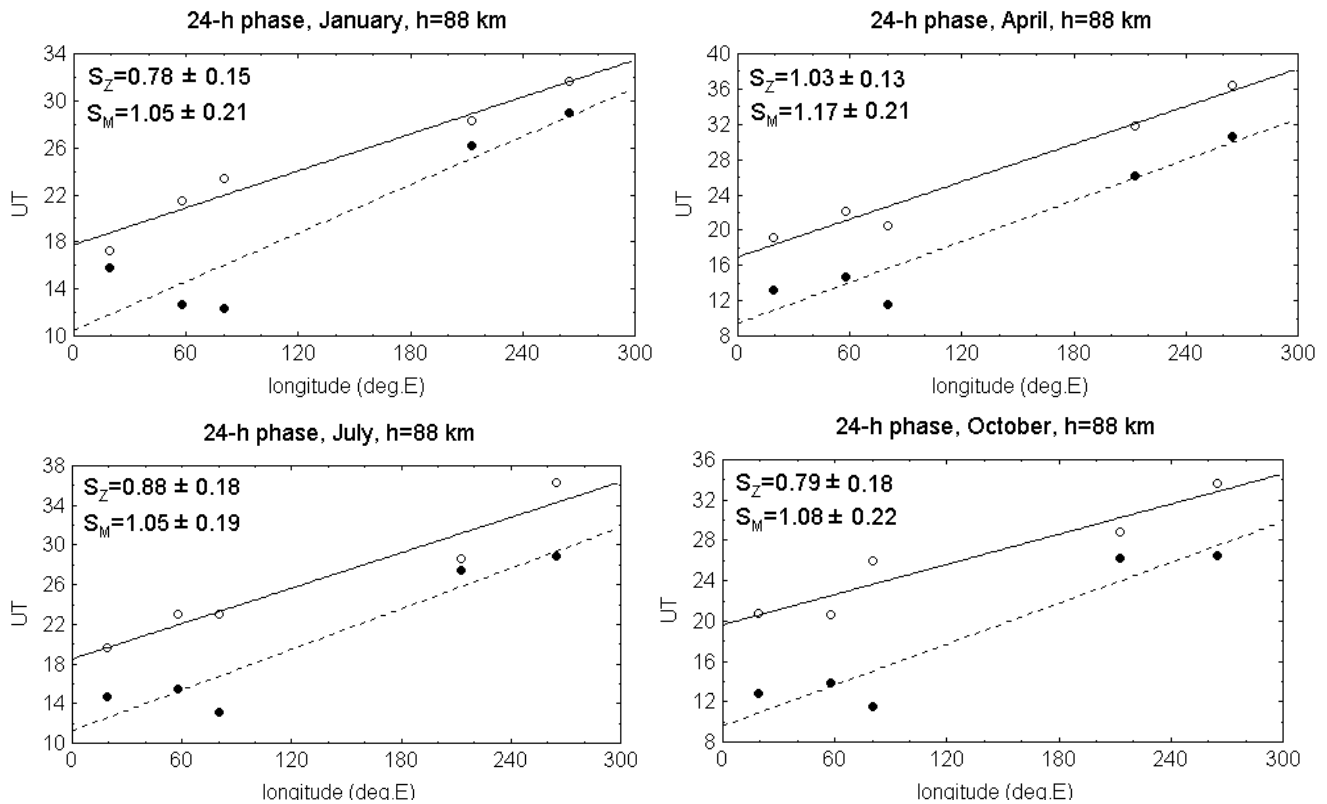 24-h phase, January, h=88 km
34
30
26
22
18
14
10
UT
S_Z=0.78 ± 0.15
S_M=1.05 ± 0.21
0 60 120 180 240 300
longitude (deg.E)
24-h phase, April, h=88 km
40
36
32
28
24
20
16
12
8
UT
S_Z=1.03 ± 0.13
S_M=1.17 ± 0.21
0 60 120 180 240 300
longitude (deg.E)
24-h phase, July, h=88 km
38
34
30
26
22
18
14
10
UT
S_Z=0.88 ± 0.18
S_M=1.05 ± 0.19
0 60 120 180 240 300
longitude (deg.E)
24-h phase, October, h=88 km
36
32
28
24
20
16
12
8
UT
S_Z=0.79 ± 0.18
S_M=1.08 ± 0.22
0 60 120 180 240 300
longitude (deg.E)